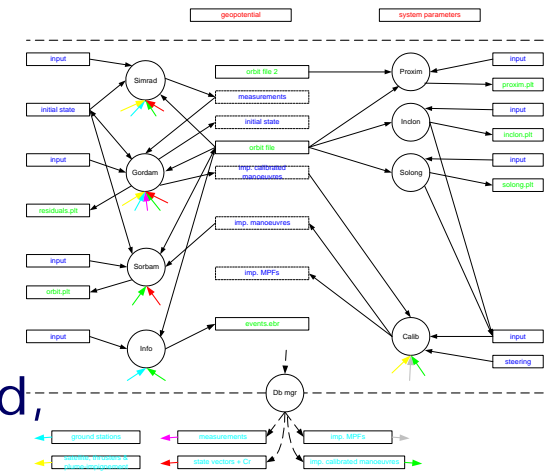 geopotential
system parameters
input
Simrad
orbit file 2
Proxim
input
proxim.plt
measurements
initial state
initial state
Inclon
input
inclon.plt
orbit file
input
Gordam
imp. calibrated
manoeuvres
Solong
input
solong.plt
residuals.plt
imp. manoeuvres
input
Sorbam
imp. MPFs
orbit.plt
events.ebr
input
Info
Calib
input
steering
d,
Db mgr
ground stations
measurements
imp. MPFs
state vectors + Cr
imp. calibrated manoeuvres